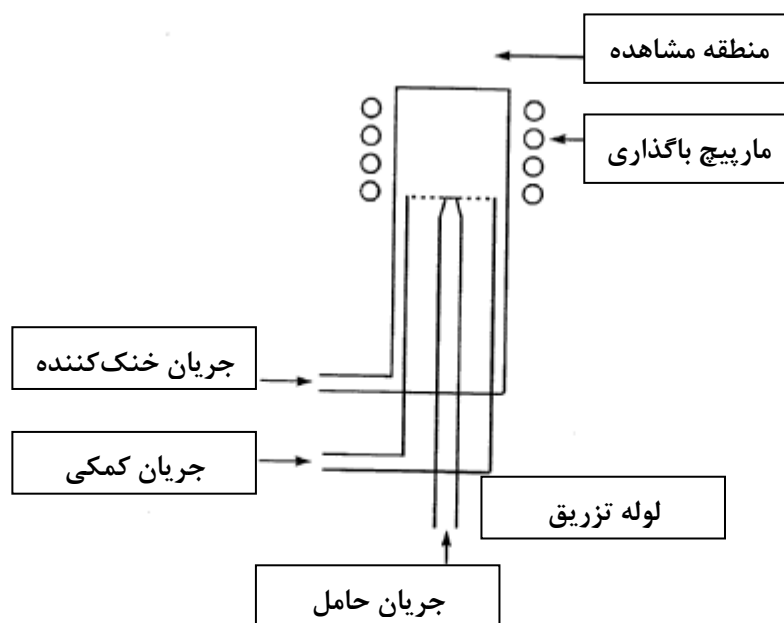 منطقه مشاهده
مارپیچ باگذاری
جریان خنک‌کننده
جریان کمکی
لوله تزریق
جریان حامل